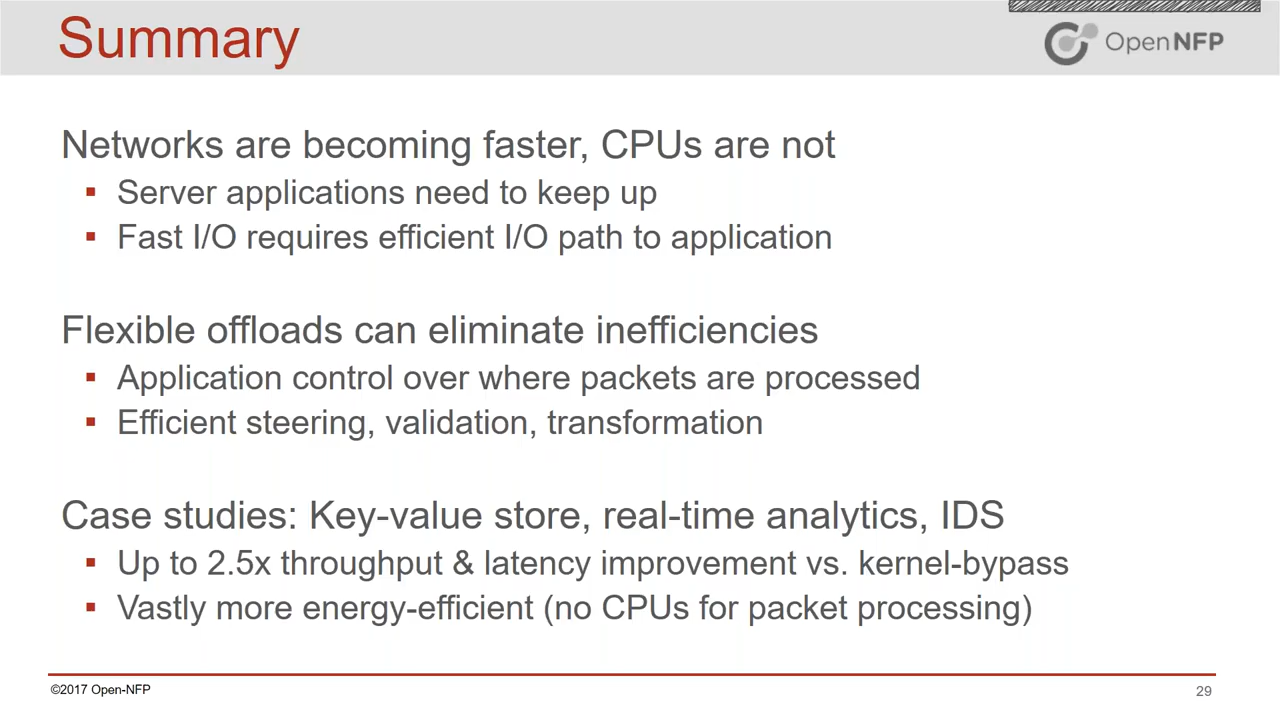 Summary
Open NFP
Networks are becoming faster, CPUs are not
▪ Server applications need to keep up
▪ Fast I/O requires efficient I/O path to application
Flexible offloads can eliminate inefficiencies
▪ Application control over where packets are processed
▪ Efficient steering, validation, transformation
Case studies: Key-value store, real-time analytics, IDS
▪ Up to 2.5x throughput & latency improvement vs. kernel-bypass
▪ Vastly more energy-efficient (no CPUs for packet processing)
©2017 Open-NFP
29